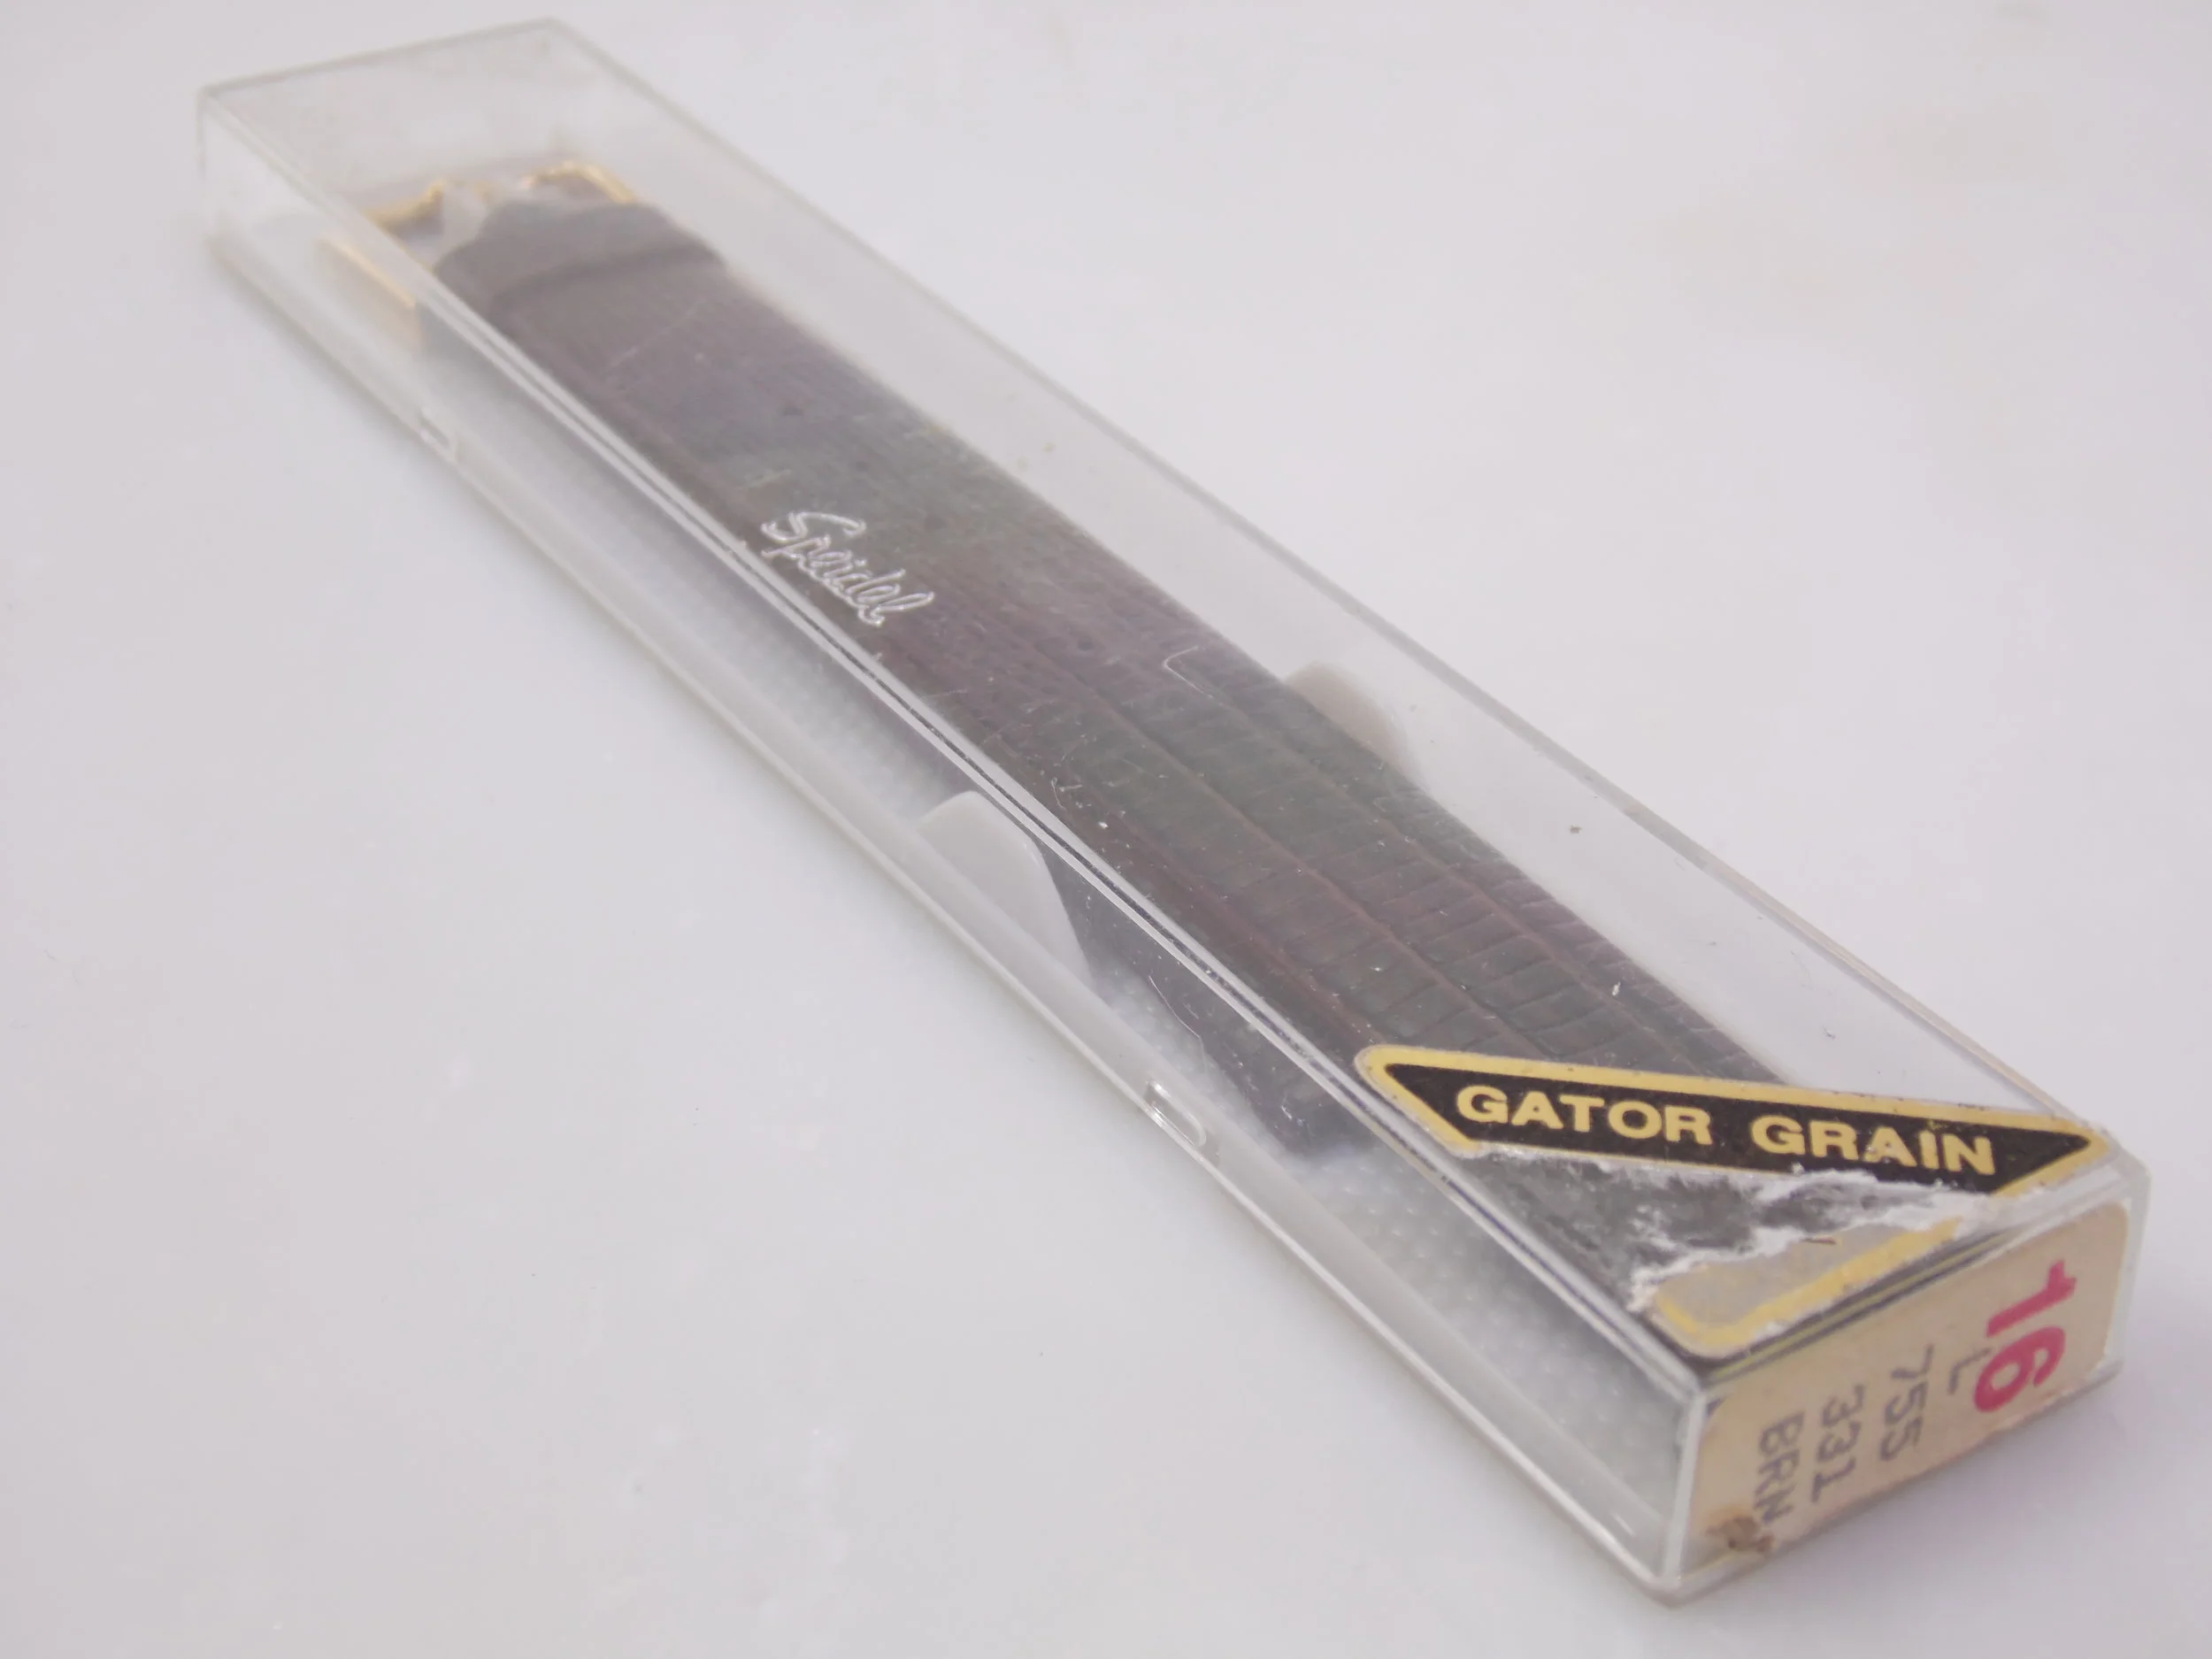 Speidel
GATOR GRAIN
16
L
755
331
BRN